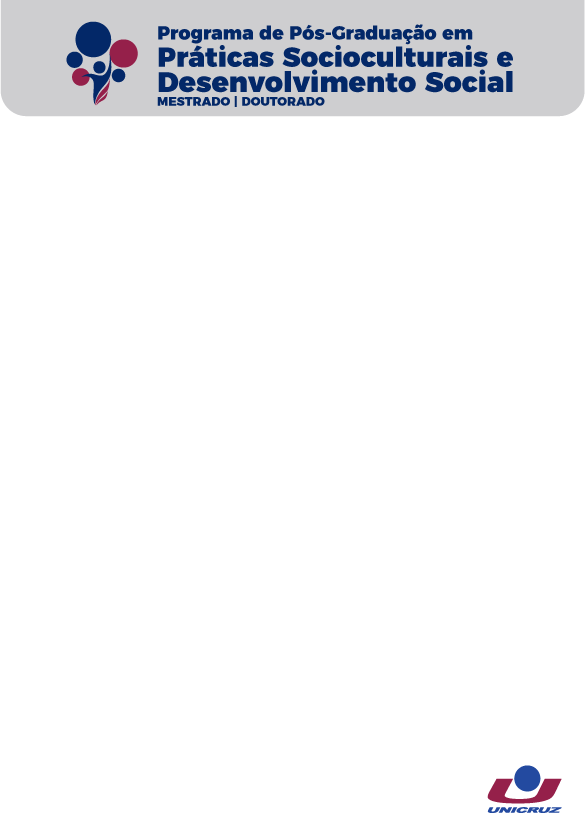 Programa de Pós-Graduação em
Práticas Socioculturais e
Desenvolvimento Social
MESTRADO | DOUTORADO
UNICRUZ